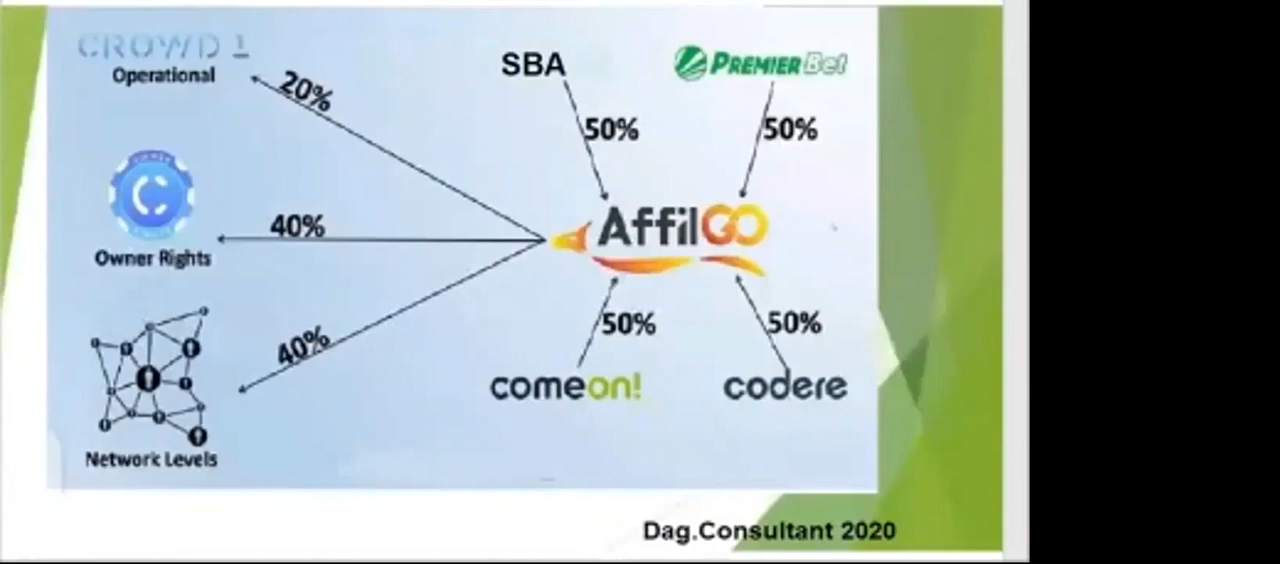 CROWD 1
Operational
20%
SBA
PREMIER Bet
50%
50%
Owner Rights
40%
AffilGO
40%
50%
50%
comeon!
codere
Network Levels
Dag.Consultant 2020